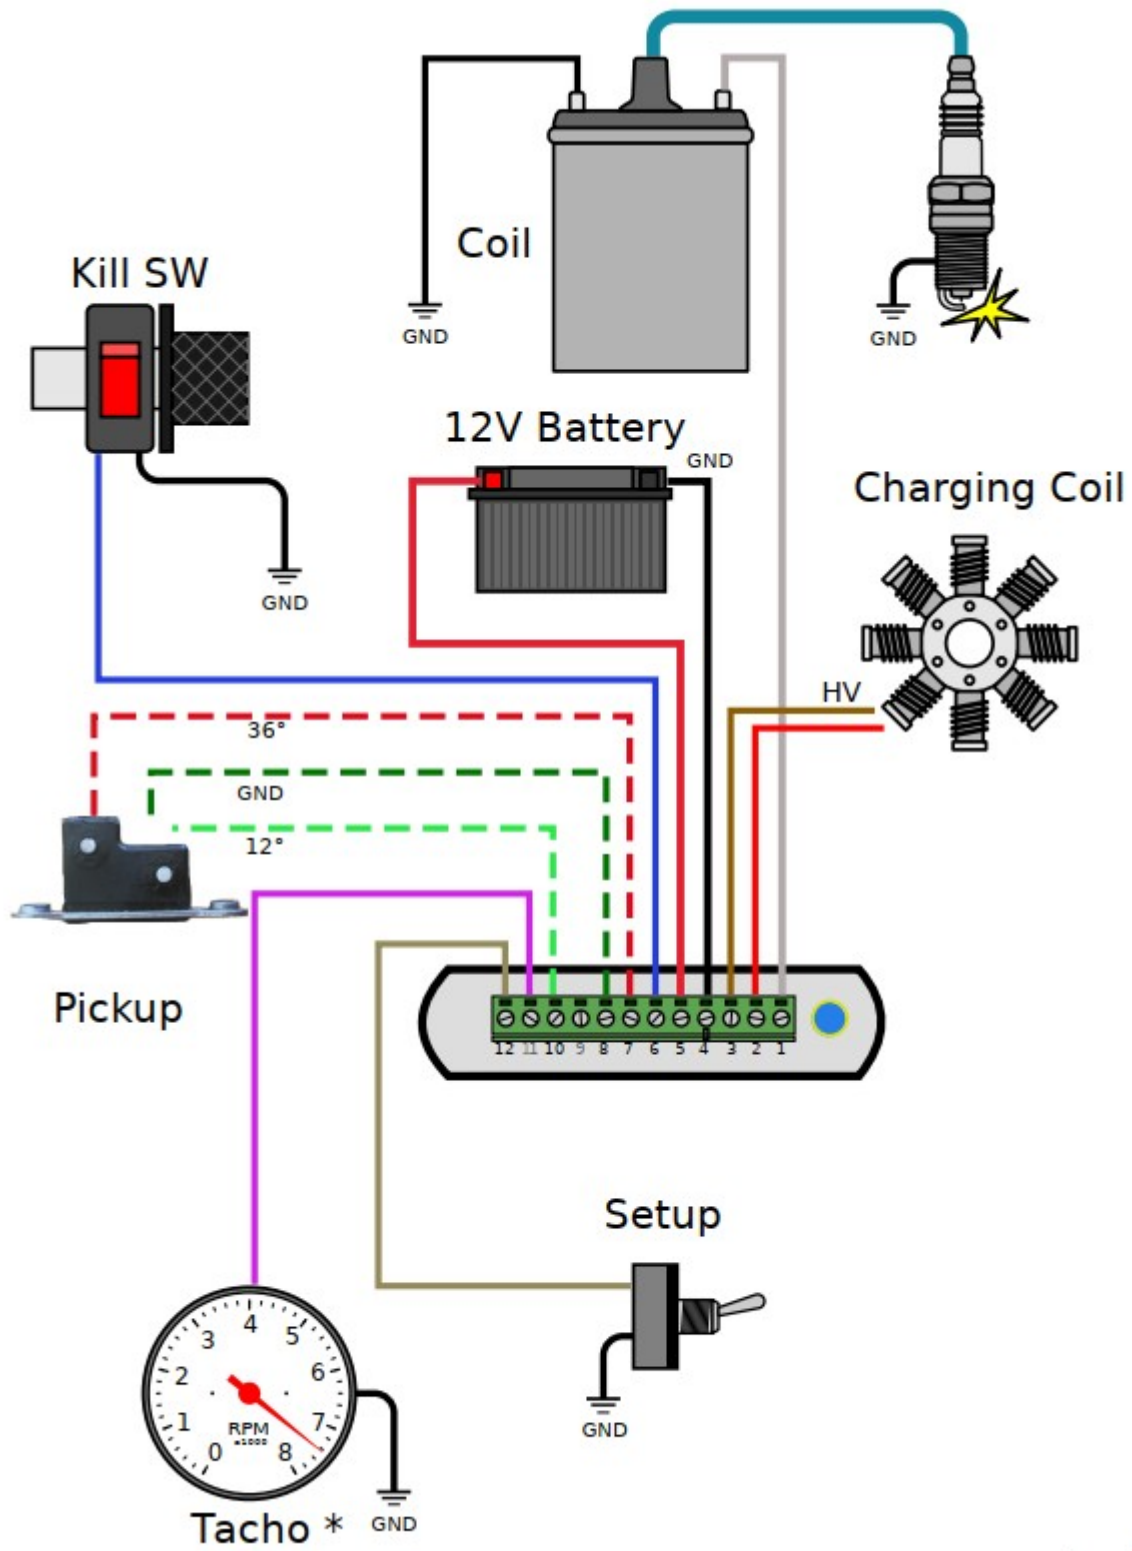 Coil
GND
GND
Kill SW
GND
12V Battery
GND
Charging Coil
HV
36°
GND
12°
Pickup
12 11 10 9 8 7 6 5 4 3 2 1
Setup
GND
0 1 2 3 4 5 6 7 8
RPM
x1000
GND
Tacho *